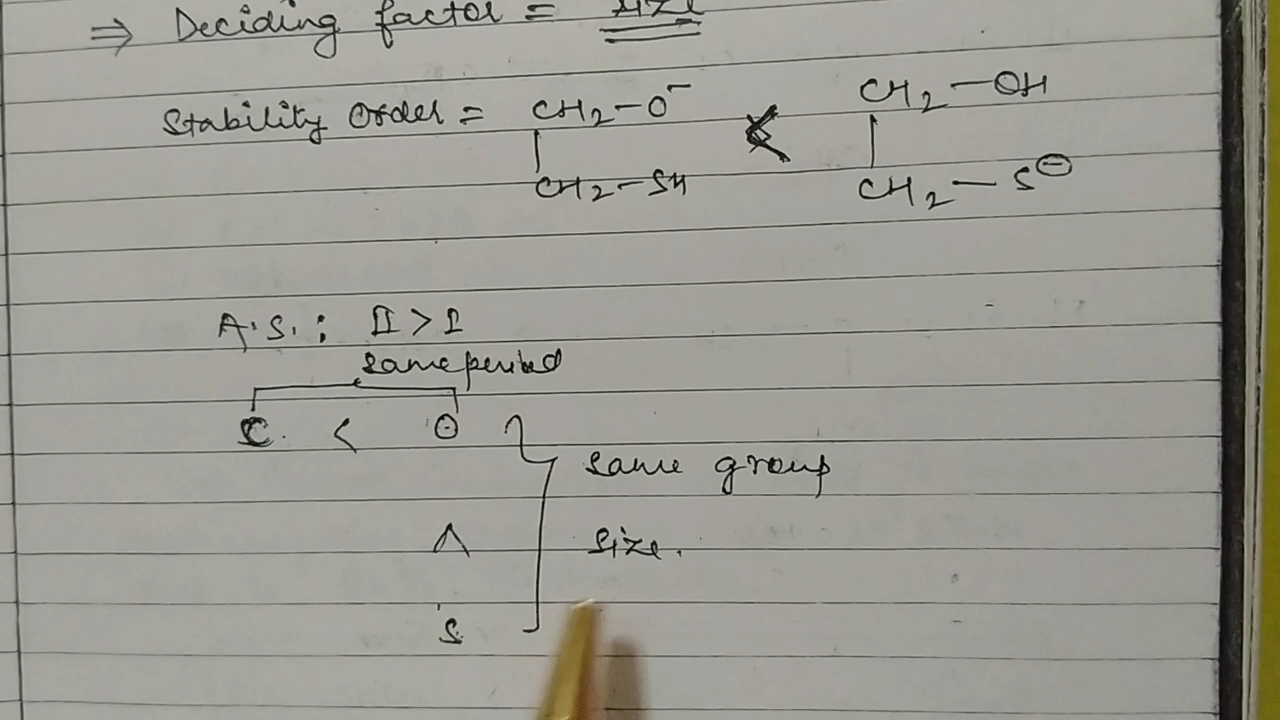 ⇒ Deciding factor = size
Stability Order = CH2-O- < CH2-OH
CH2-SH CH2-S⊖
A.S. : II > I
same period
C < O
same group
^ size.
S